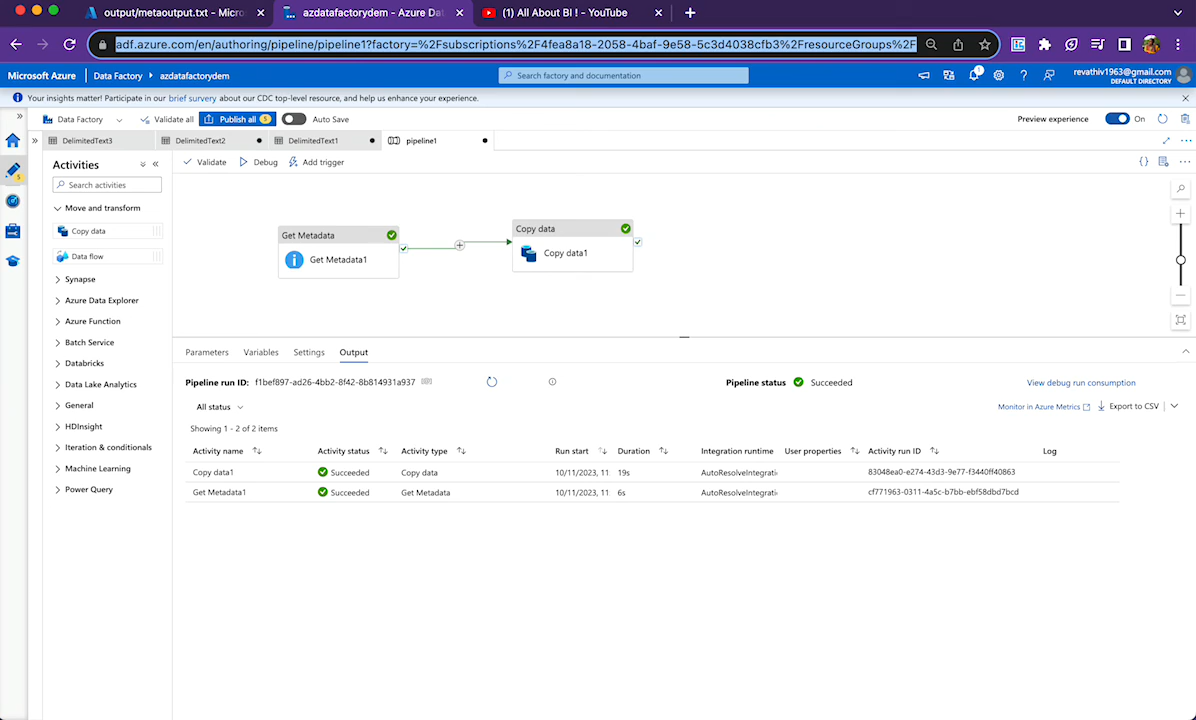 output/metaoutput.txt - Micro
azdatafactorydem - Azure Dat
(1) All About BI ! - YouTube
adf.azure.com/en/authoring/pipeline/pipeline1?factory=%2Fsubscriptions%2F4fea8a18-2058-4baf-9e58-5c3d4038cfb3%2FresourceGroups%2F
Microsoft Azure | Data Factory azdatafactorydem
Search factory and documentation
1
revathiv1963@gmail.com
DEFAULT DIRECTORY
Your insights matter! Participate in our brief survey about our CDC top-level resource, and help us enhance your experience.
Data Factory Validate all Publish all 5 Auto Save
Preview experience On
DelimitedText3 DelimitedText2 DelimitedText1 pipeline1
5
Activities
Search activities
Move and transform
Copy data
Data flow
Synapse
Azure Data Explorer
Azure Function
Batch Service
Databricks
Data Lake Analytics
General
HDInsight
Iteration & conditionals
Machine Learning
Power Query
Validate Debug Add trigger
Get Metadata
Get Metadata1
Copy data
Copy data1
Parameters Variables Settings Output
Pipeline run ID: f1bef897-ad26-4bb2-8f42-8b814931a937
Pipeline status Succeeded
View debug run consumption
All status
Monitor in Azure Metrics Export to CSV
Showing 1 - 2 of 2 items
Activity name Activity status Activity type Run start Duration Integration runtime User properties Activity run ID Log
Copy data1 Succeeded Copy data 10/11/2023, 11 19s AutoResolveIntegrati 83048ea0-e274-43d3-9e77-f3440ff40863
Get Metadata1 Succeeded Get Metadata 10/11/2023, 11 6s AutoResolveIntegrati cf771963-0311-4a5c-b7bb-ebf58dbd7bcd